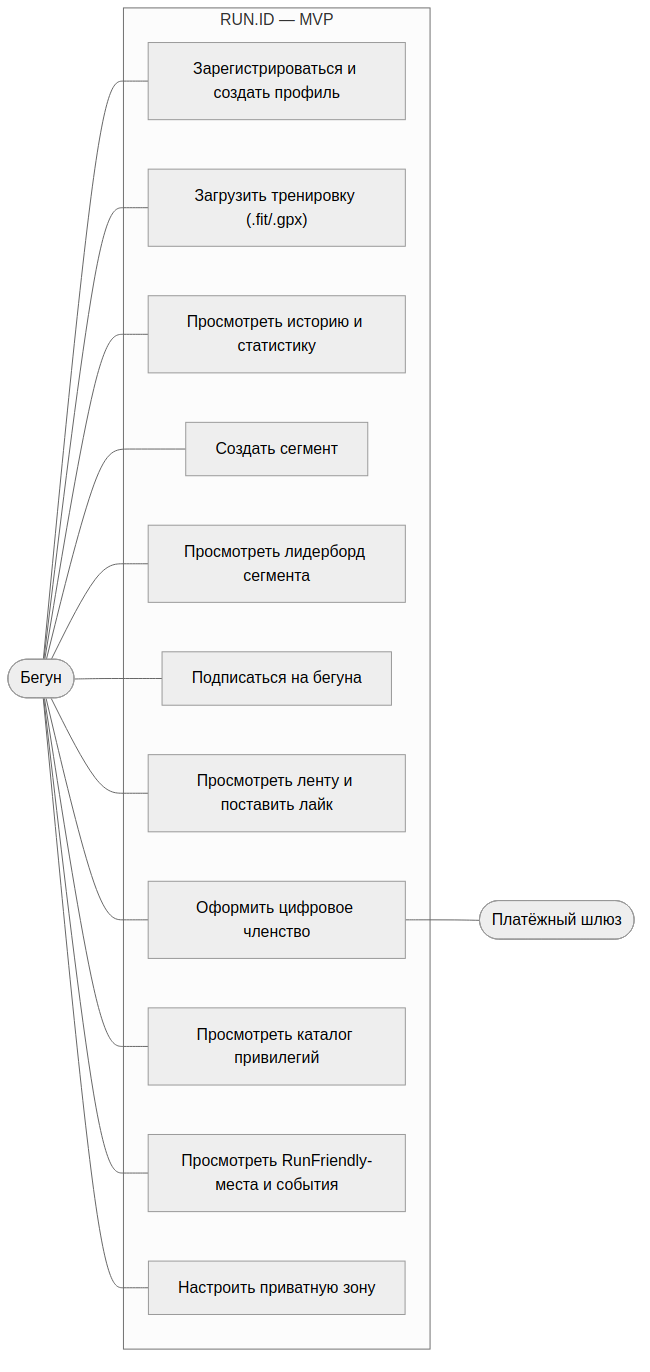 RUN.ID — MVP
Зарегистрироваться и
создать профиль
Загрузить тренировку
(.fit/.gpx)
Просмотреть историю и
статистику
Создать сегмент
Просмотреть лидерборд
сегмента
Бегун
Подписаться на бегуна
Просмотреть ленту и
поставить лайк
Оформить цифровое
членство
Платёжный шлюз
Просмотреть каталог
привилегий
Просмотреть RunFriendly-
места и события
Настроить приватную зону